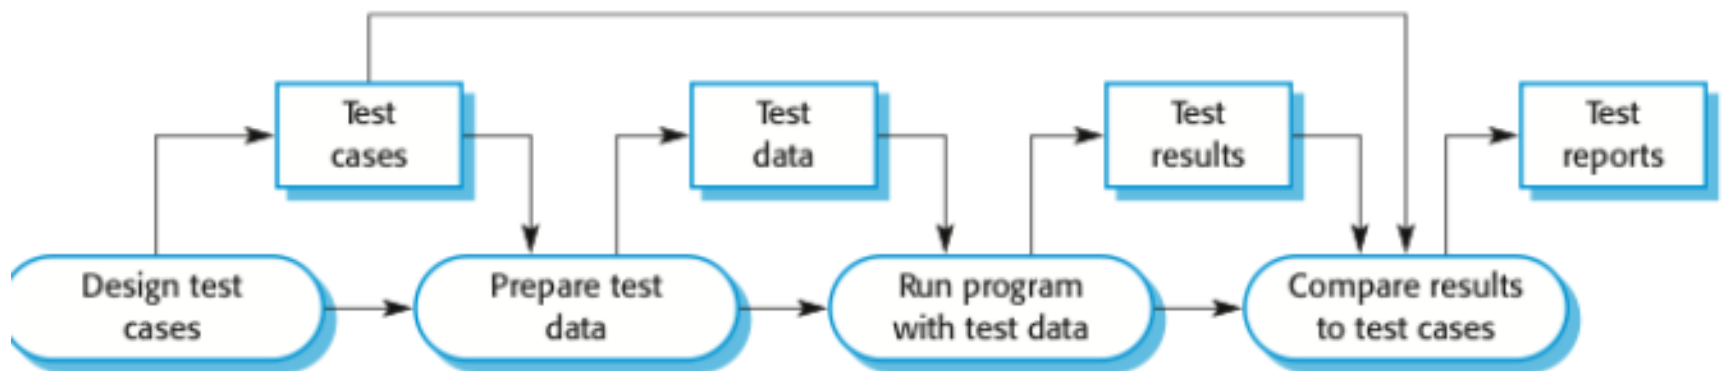 Test
cases
Test
data
Test
results
Test
reports
Design test
cases
Prepare test
data
Run program
with test data
Compare results
to test cases